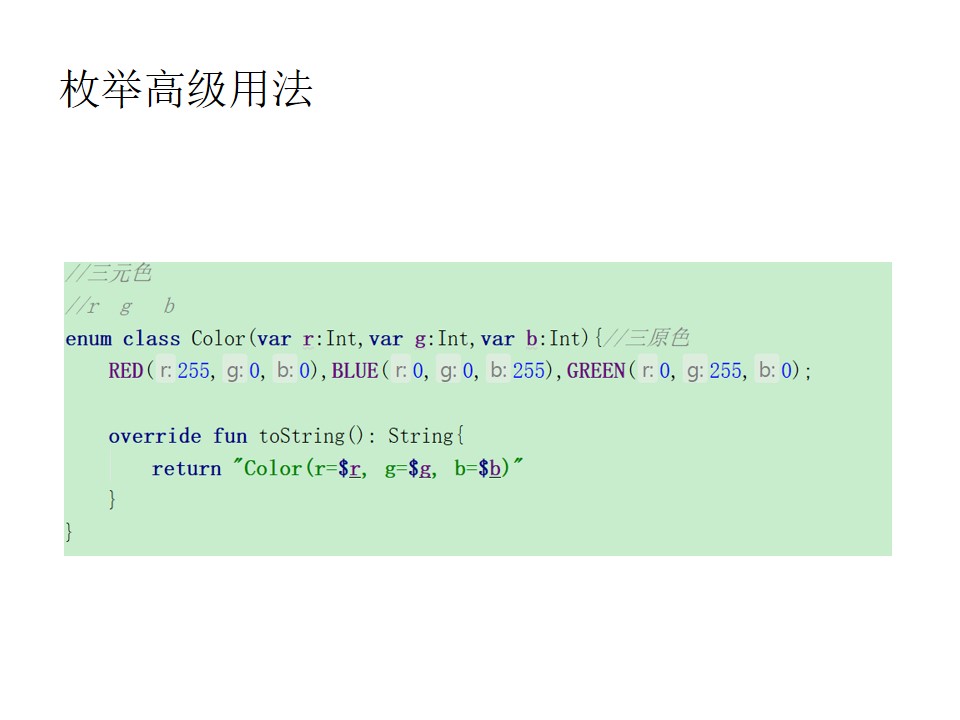 枚举高级用法
//三元色
//r  g   b
enum class Color(var r:Int,var g:Int,var b:Int){//三原色
    RED( r: 255, g: 0, b: 0),BLUE( r: 0, g: 0, b: 255),GREEN( r: 0, g: 255, b: 0);
    override fun toString(): String{
        return "Color(r=$r, g=$g, b=$b)"
    }
}